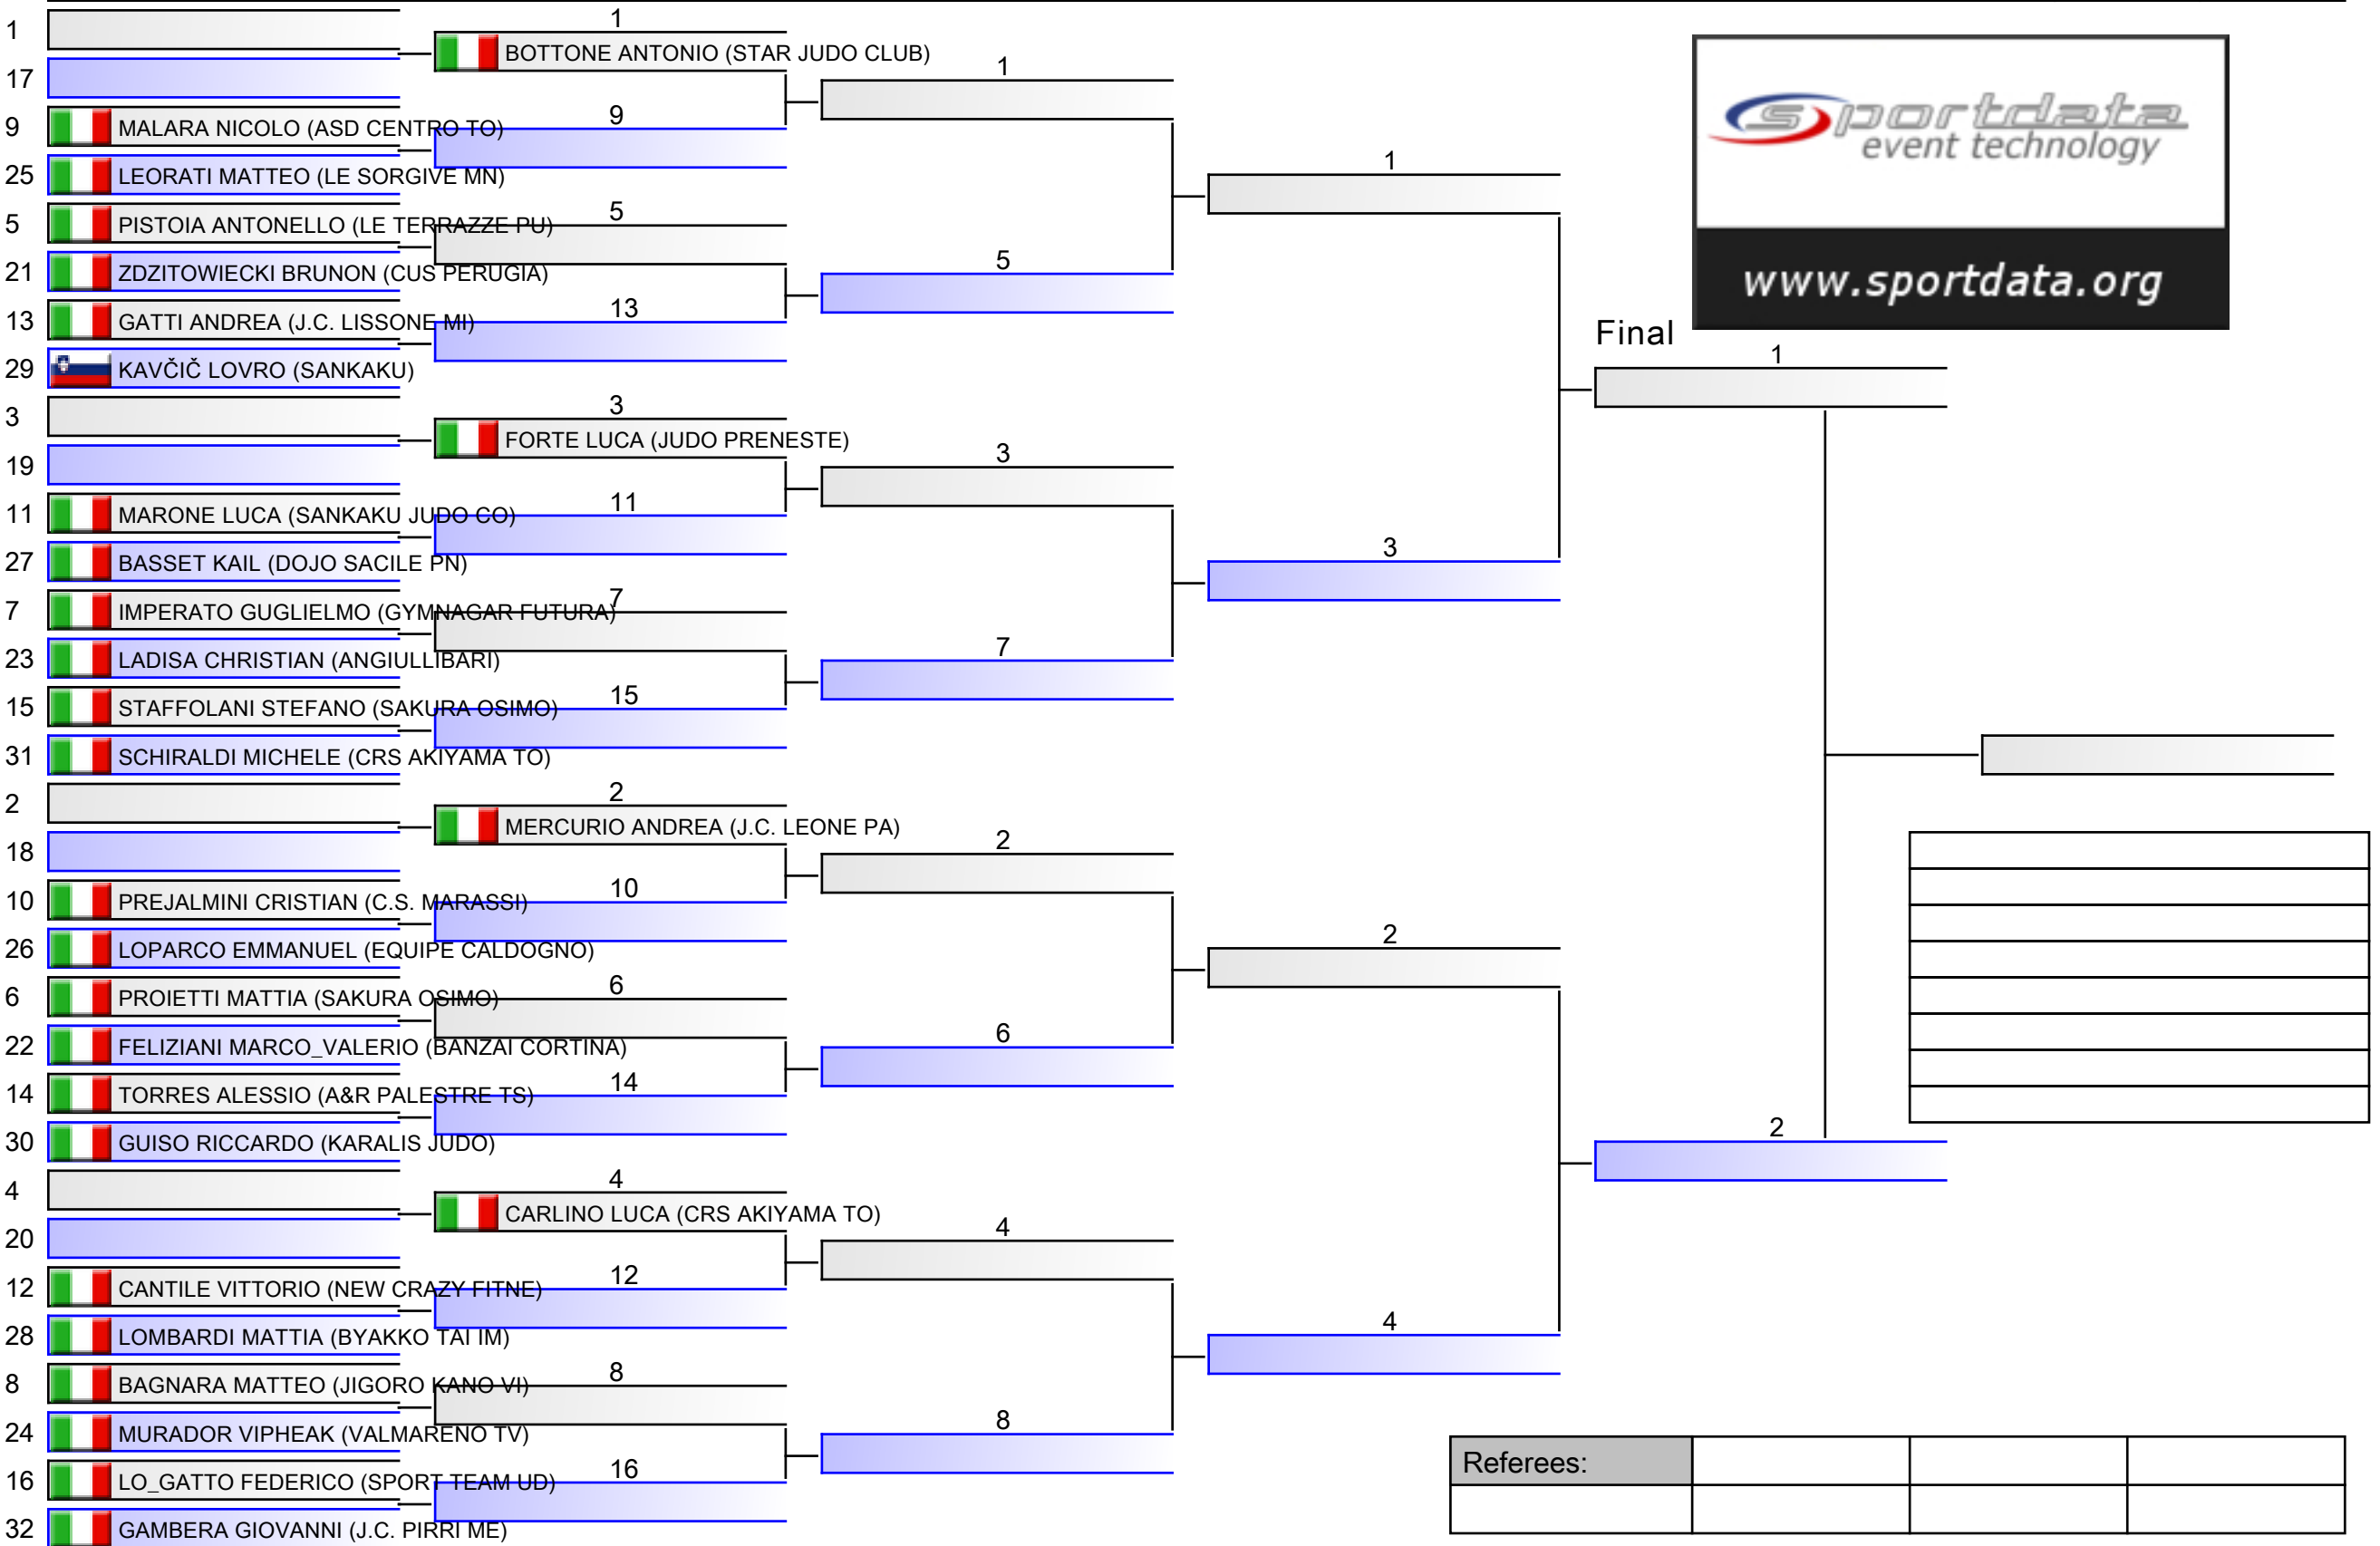 1
17
9 MALARA NICOLO (ASD CENTRO TO)
25 LEORATI MATTEO (LE SORGIVE MN)
5 PISTOIA ANTONELLO (LE TERRAZZE PU)
21 ZDZITOWIECKI BRUNON (CUS PERUGIA)
13 GATTI ANDREA (J.C. LISSONE MI)
29 KAVČIČ LOVRO (SANKAKU)
3
19
11 MARONE LUCA (SANKAKU JUDO CO)
27 BASSET KAIL (DOJO SACILE PN)
7 IMPERATO GUGLIELMO (GYMNAGAR FUTURA)
23 LADISA CHRISTIAN (ANGIULLIBARI)
15 STAFFOLANI STEFANO (SAKURA OSIMO)
31 SCHIRALDI MICHELE (CRS AKIYAMA TO)
2
18
10 PREJALMINI CRISTIAN (C.S. MARASSI)
26 LOPARCO EMMANUEL (EQUIPE CALDOGNO)
6 PROIETTI MATTIA (SAKURA OSIMO)
22 FELIZIANI MARCO_VALERIO (BANZAI CORTINA)
14 TORRES ALESSIO (A&R PALESTRE TS)
30 GUISO RICCARDO (KARALIS JUDO)
4
20
12 CANTILE VITTORIO (NEW CRAZY FITNE)
28 LOMBARDI MATTIA (BYAKKO TAI IM)
8 BAGNARA MATTEO (JIGORO KANO VI)
24 MURADOR VIPHEAK (VALMARENO TV)
16 LO_GATTO FEDERICO (SPORT TEAM UD)
32 GAMBERA GIOVANNI (J.C. PIRRI ME)
1
BOTTONE ANTONIO (STAR JUDO CLUB)
9
5
13
3
FORTE LUCA (JUDO PRENESTE)
11
7
15
2
MERCURIO ANDREA (J.C. LEONE PA)
10
6
14
4
CARLINO LUCA (CRS AKIYAMA TO)
12
8
16
1
5
3
7
2
6
4
8
1
3
2
4
Final
1
2
sportdata
event technology
www.sportdata.org
Referees: